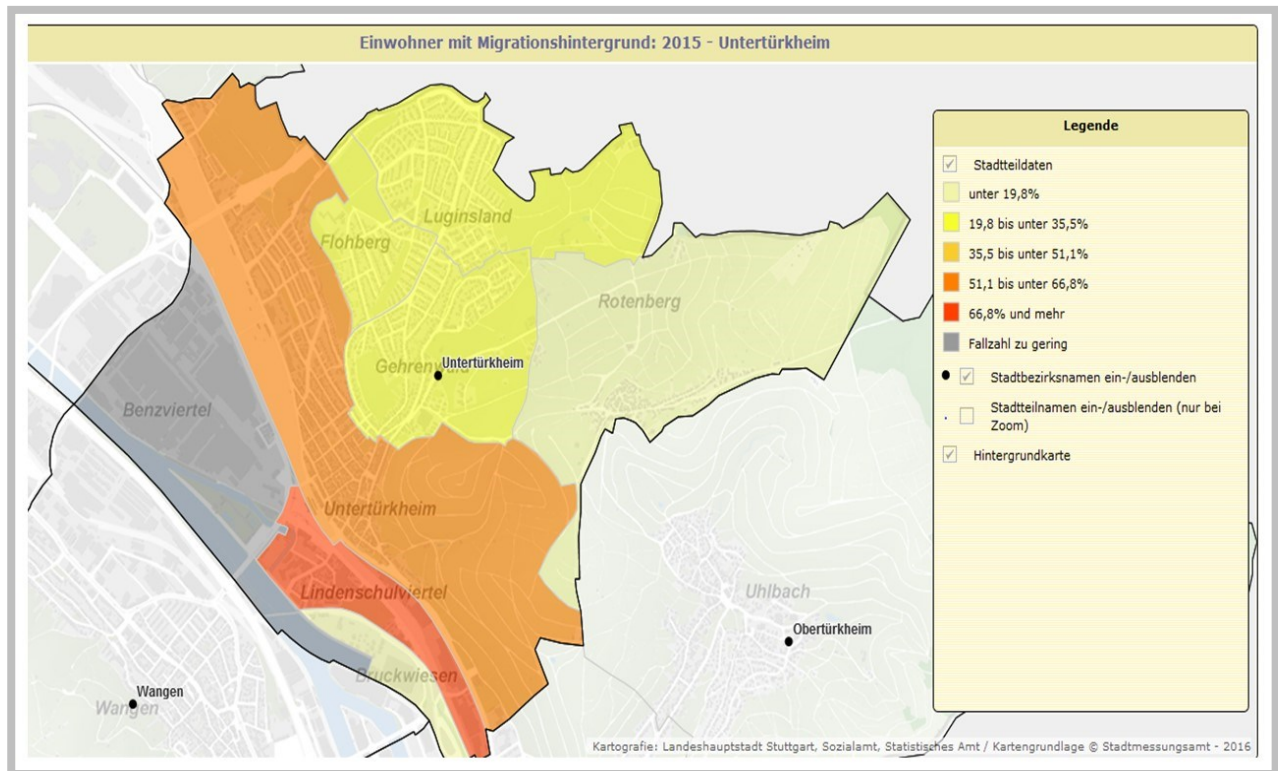 Einwohner mit Migrationshintergrund: 2015 - Untertürkheim
Legende
Stadtteildaten
unter 19,8%
19,8 bis unter 35,5%
35,5 bis unter 51,1%
51,1 bis unter 66,8%
66,8% und mehr
Fallzahl zu gering
Stadtbezirksnamen ein-/ausblenden
Stadtteilnamen ein-/ausblenden (nur bei
Zoom)
Hintergrundkarte
Luginsland
Flohberg
Rotenberg
Gehrenwald
Untertürkheim
Benzviertel
Untertürkheim
Lindenschulviertel
Uhlbach
Obertürkheim
Bruckwiesen
Wangen
Wangen
Kartografie: Landeshauptstadt Stuttgart, Sozialamt, Statistisches Amt / Kartengrundlage © Stadtmessungsamt - 2016